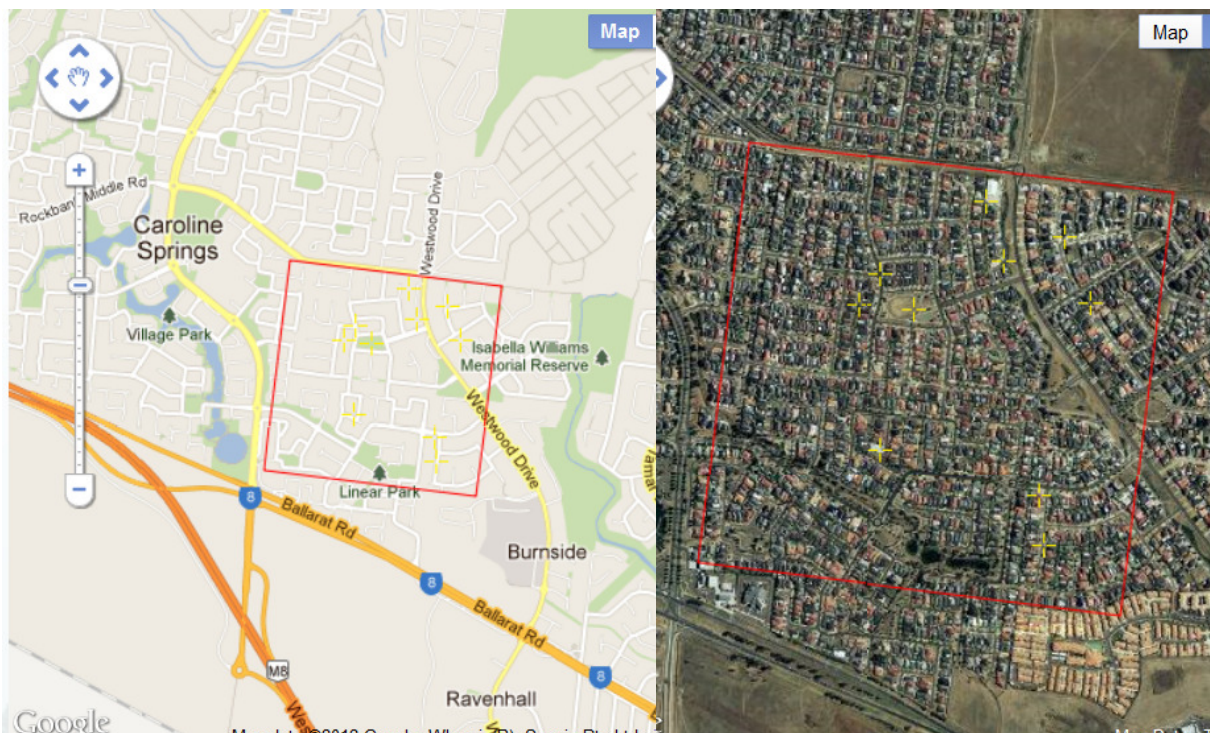 Map
Map
Rockbank Middle Rd
Caroline
Springs
Westwood Drive
Village Park
Isabella Williams
Memorial Reserve
Westwood Drive
Linear Park
8
Ballarat Rd
Burnside
8
Ballarat Rd
M8
8
Ravenhall
Google